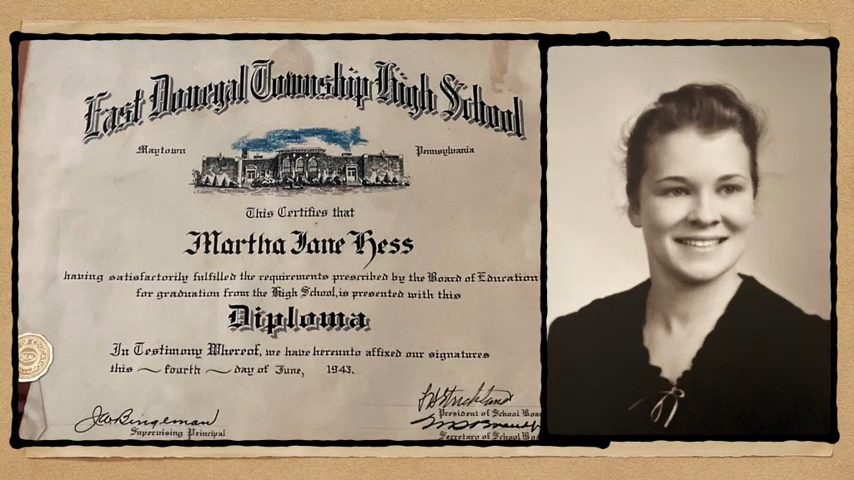 East Donegal Township High School
Maytown
Pennsylvania
This Certifies that
Martha Jane Hess
having satisfactorily fulfilled the requirements prescribed by the Board of Education
for graduation from the High School, is presented with this
Diploma
In Testimony Whereof, we have hereunto affixed our signatures
this fourth day of June, 1943.
J.W. Bingeman
Supervising Principal
President of School
Secretary of School